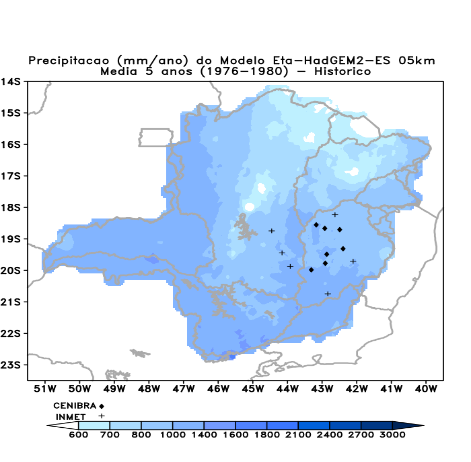 Precipitacao (mm/ano) do Modelo Eta-HadGEM2-ES 05km
Media 5 anos (1976-1980) - Historico
14S
15S
16S
17S
18S
19S
20S
21S
22S
23S
51W 50W 49W 48W 47W 46W 45W 44W 43W 42W 41W 40W
CENIBRA
INMET
600 700 800 1000 1400 1600 1800 2100 2400 2700 3000